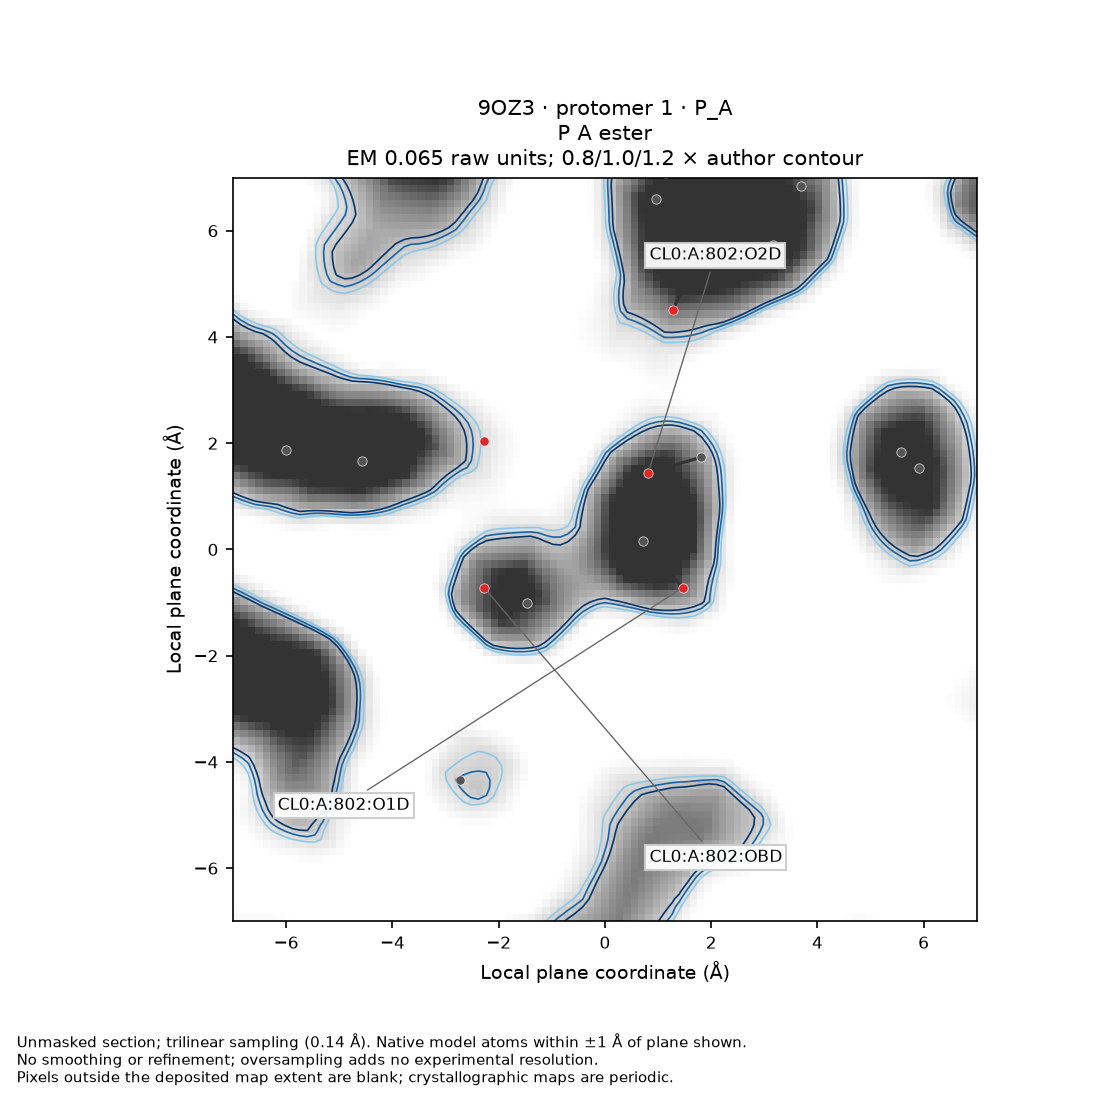 9OZ3 · protomer 1 · P_A
P A ester
EM 0.065 raw units; 0.8/1.0/1.2 × author contour
6
CL0:A:802:O2D
4
2
0
−2
−4
CL0:A:802:O1D
CL0:A:802:OBD
−6
Local plane coordinate (Å)
−6 −4 −2 0 2 4 6
Local plane coordinate (Å)
Unmasked section; trilinear sampling (0.14 Å). Native model atoms within ±1 Å of plane shown.
No smoothing or refinement; oversampling adds no experimental resolution.
Pixels outside the deposited map extent are blank; crystallographic maps are periodic.